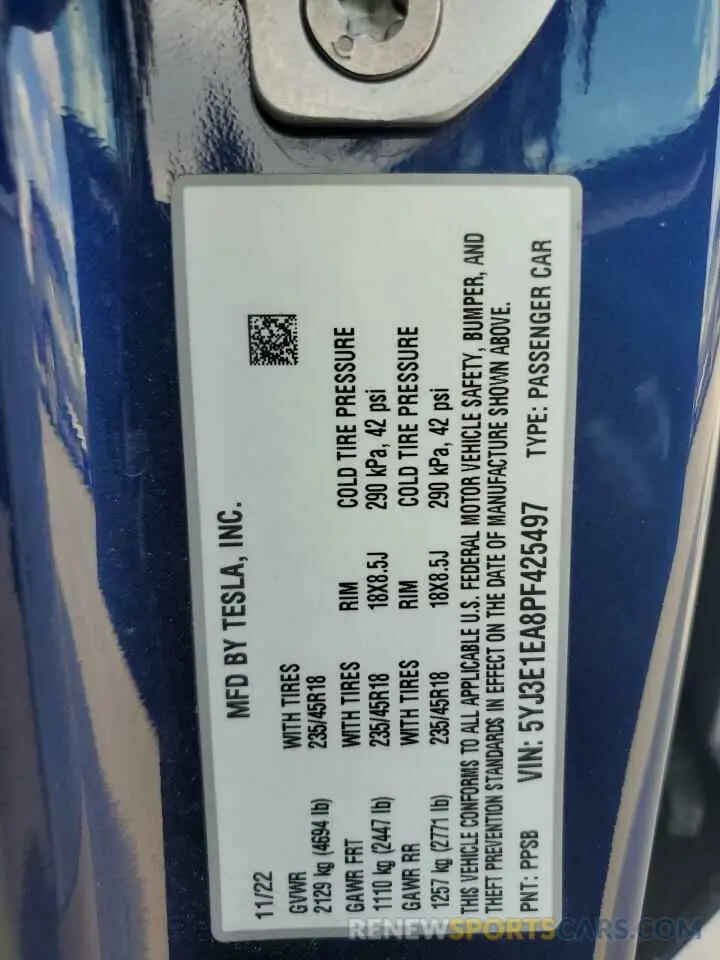 MFD BY TESLA, INC.
11/22
GVWR WITH TIRES
2129 kg (4694 lb) 235/45R18
GAWR FRT WITH TIRES RIM COLD TIRE PRESSURE
1110 kg (2447 lb) 235/45R18 18X8.5J 290 kPa, 42 psi
GAWR RR WITH TIRES RIM COLD TIRE PRESSURE
1257 kg (2771 lb) 235/45R18 18X8.5J 290 kPa, 42 psi
THIS VEHICLE CONFORMS TO ALL APPLICABLE U.S. FEDERAL MOTOR VEHICLE SAFETY, BUMPER, AND
THEFT PREVENTION STANDARDS IN EFFECT ON THE DATE OF MANUFACTURE SHOWN ABOVE.
PNT: PPSB VIN: 5YJ3E1EA8PF425497 TYPE: PASSENGER CAR
RENEWSPORTSCARS.COM